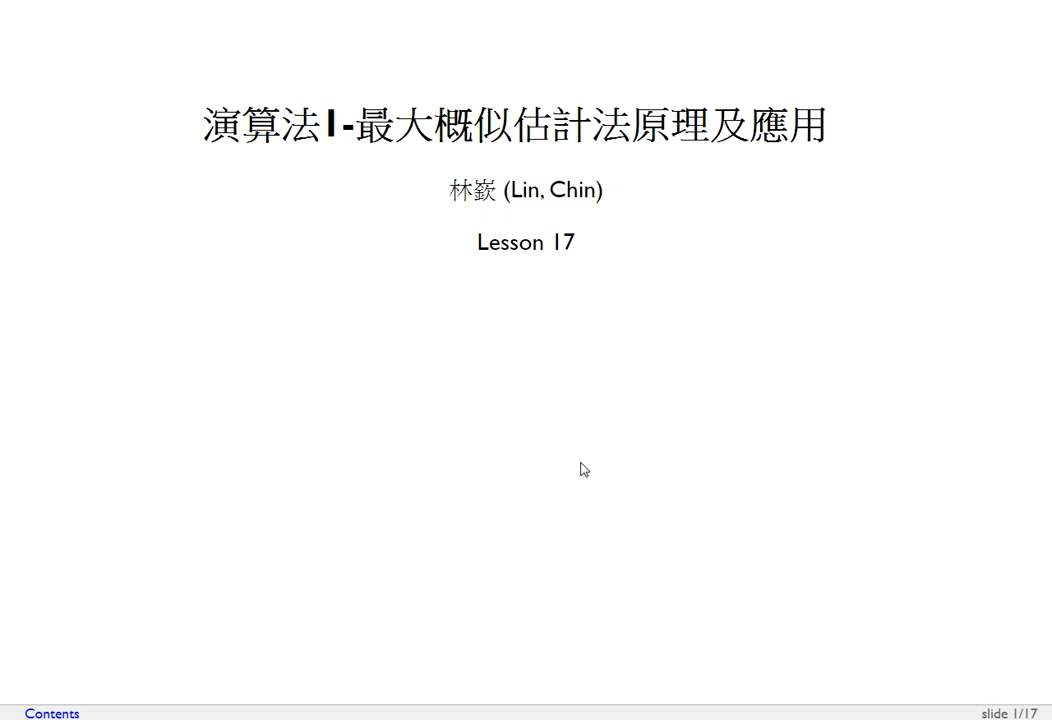 演算法1-最大概似估計法原理及應用
林嶔 (Lin, Chin)
Lesson 17
Contents
slide 1/17